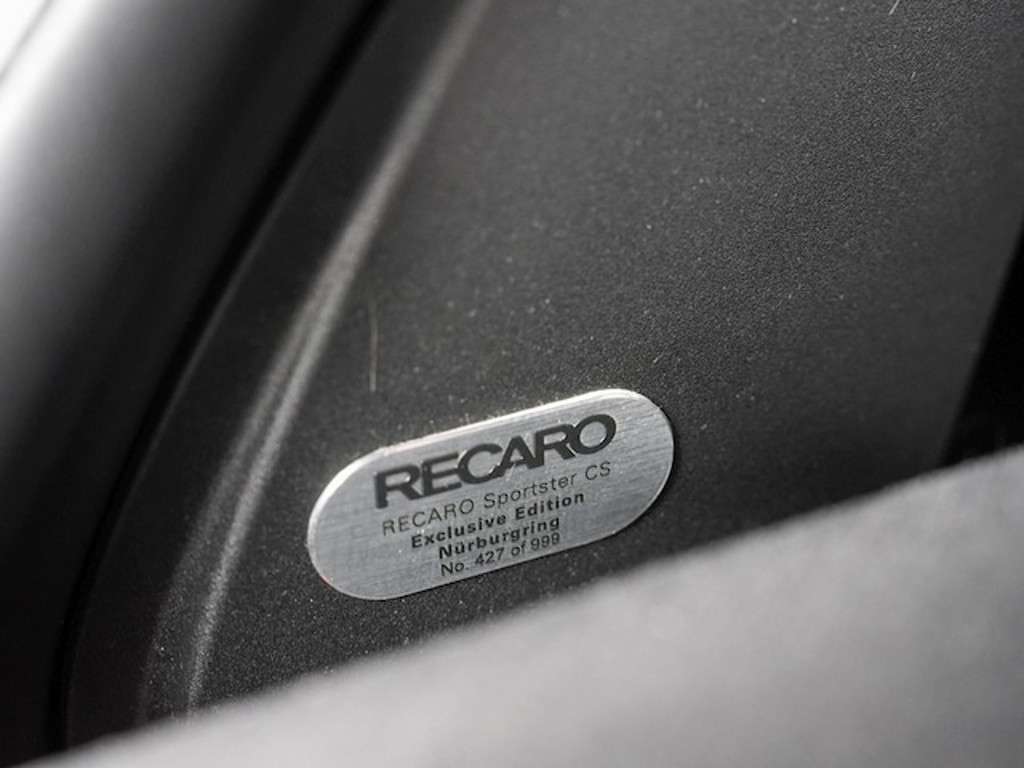 RECARO
RECARO Sportster CS
Exclusive Edition
Nürburgring
No. 427 of 999